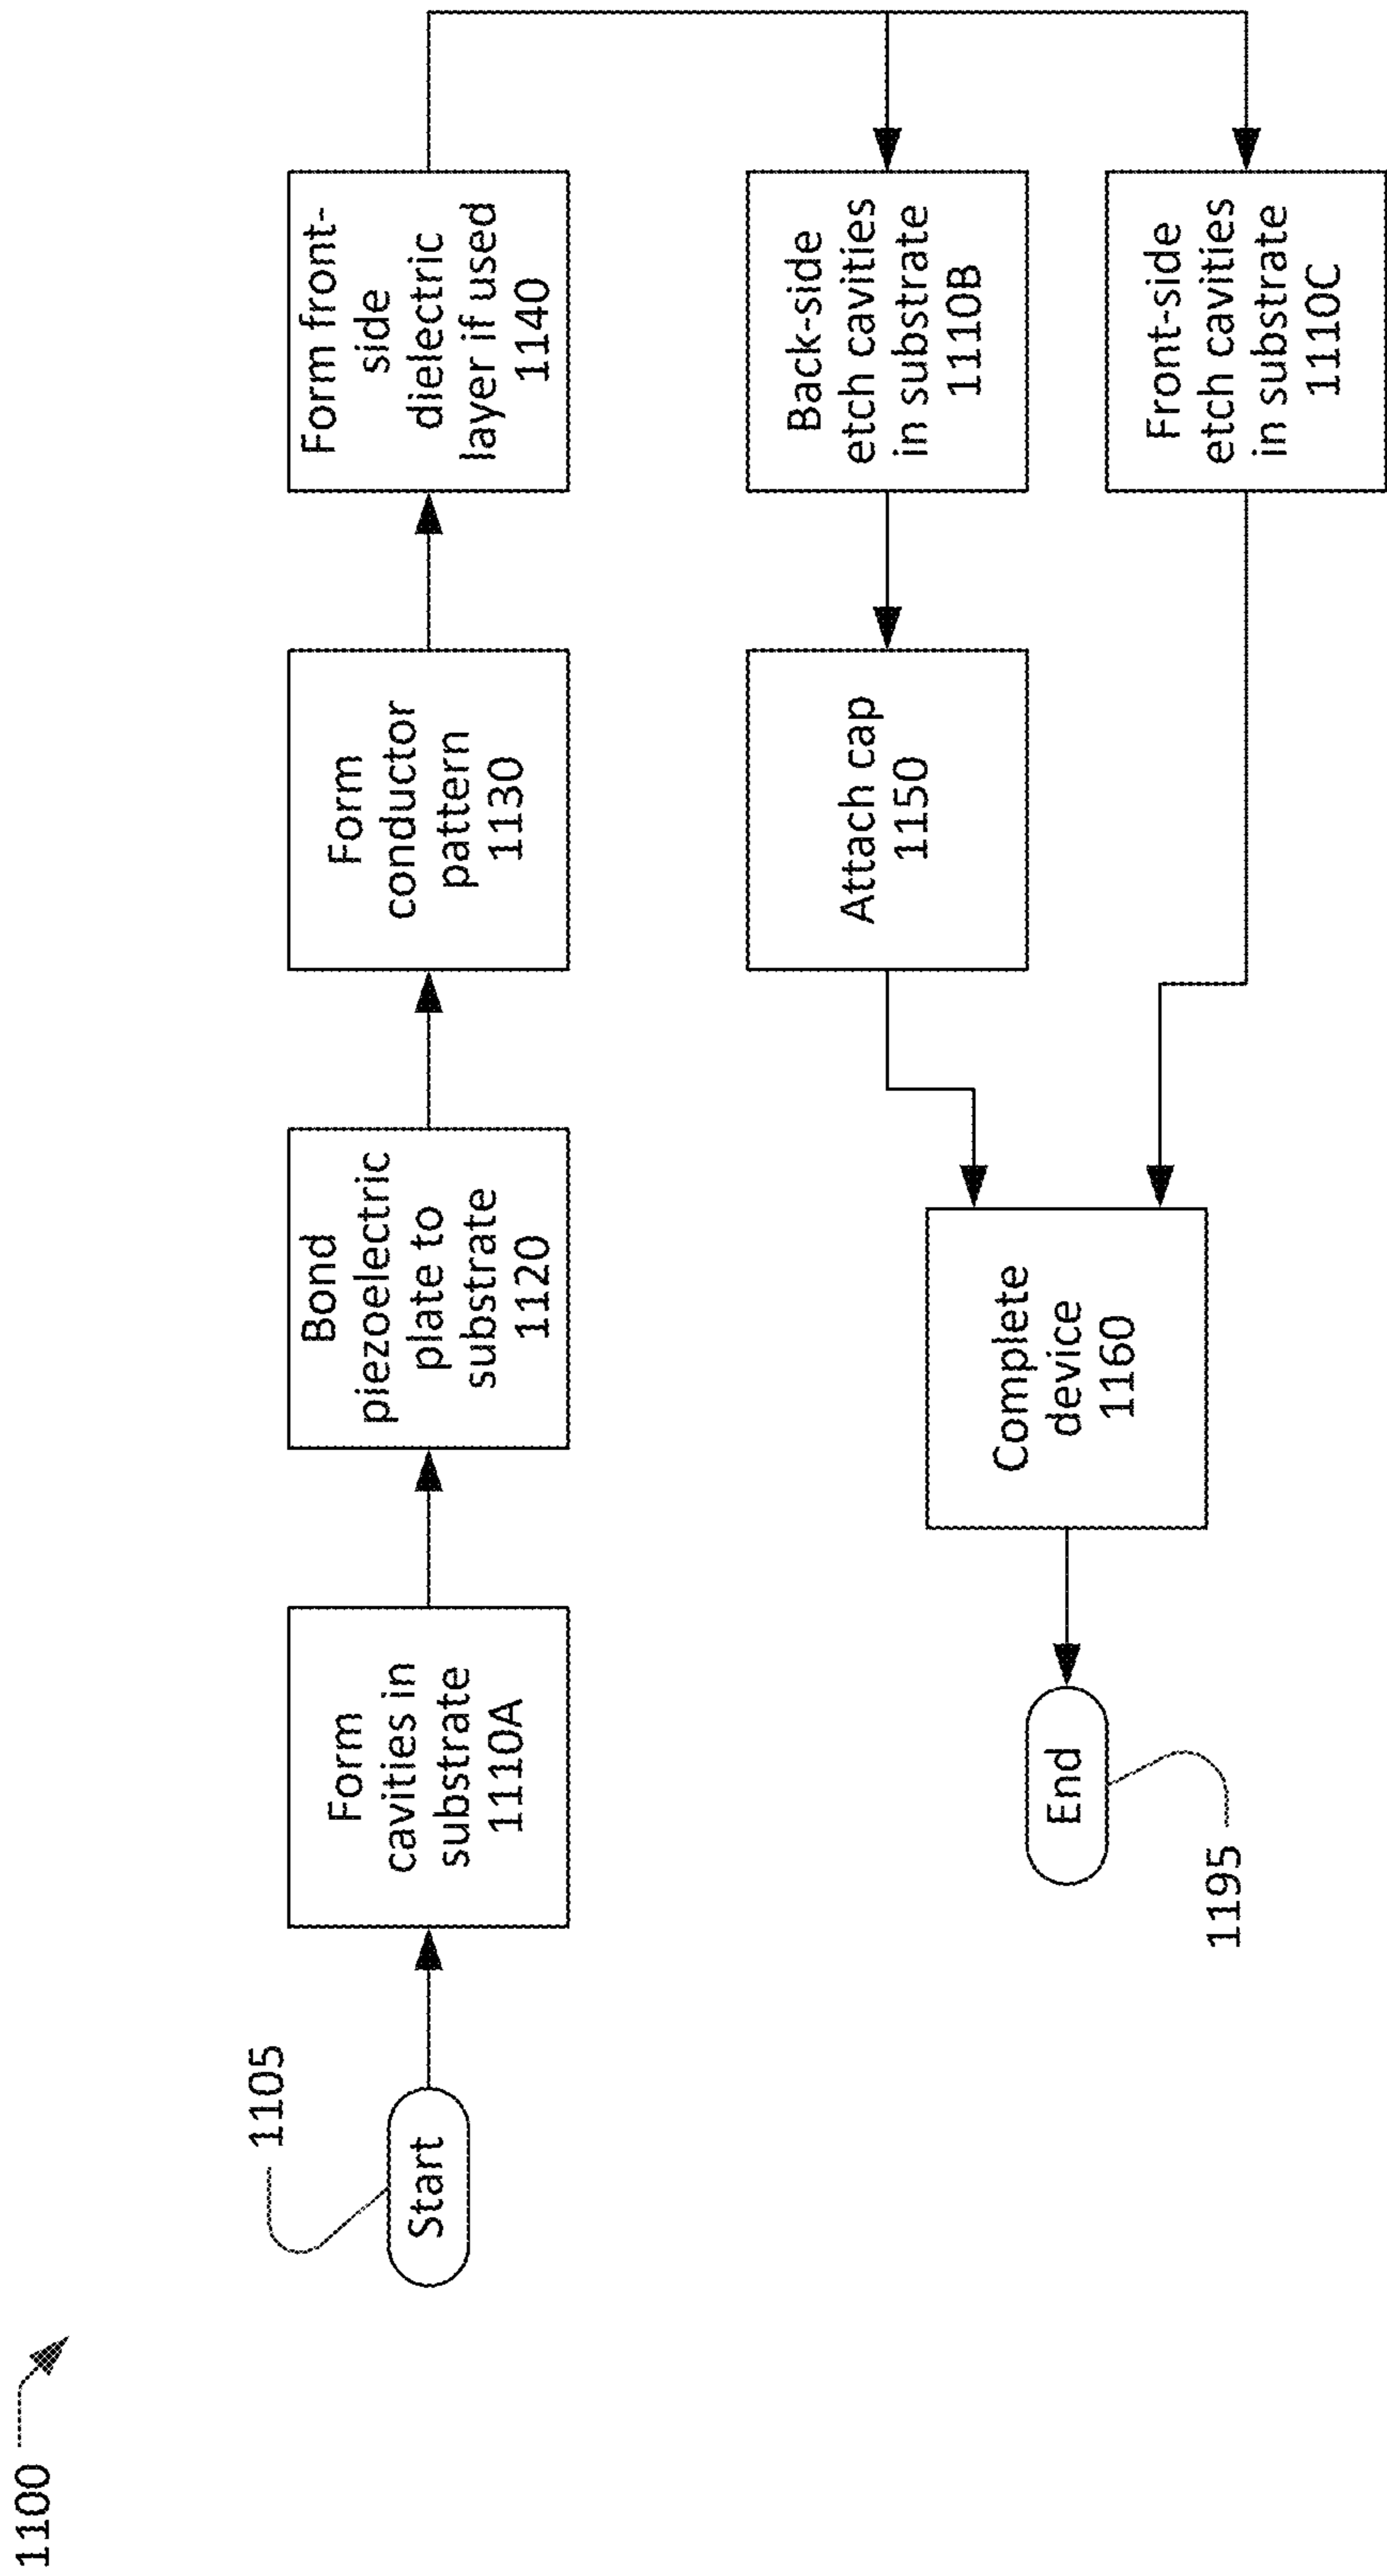 1100
1105
Start
Form
cavities in
substrate
1110A
Bond
piezoelectric
plate to
substrate
1120
Form
conductor
pattern
1130
Form front-
side
dielectric
layer if used
1140
Back-side
etch cavities
in substrate
1110B
Attach cap
1150
Front-side
etch cavities
in substrate
1110C
Complete
device
1160
End
1195